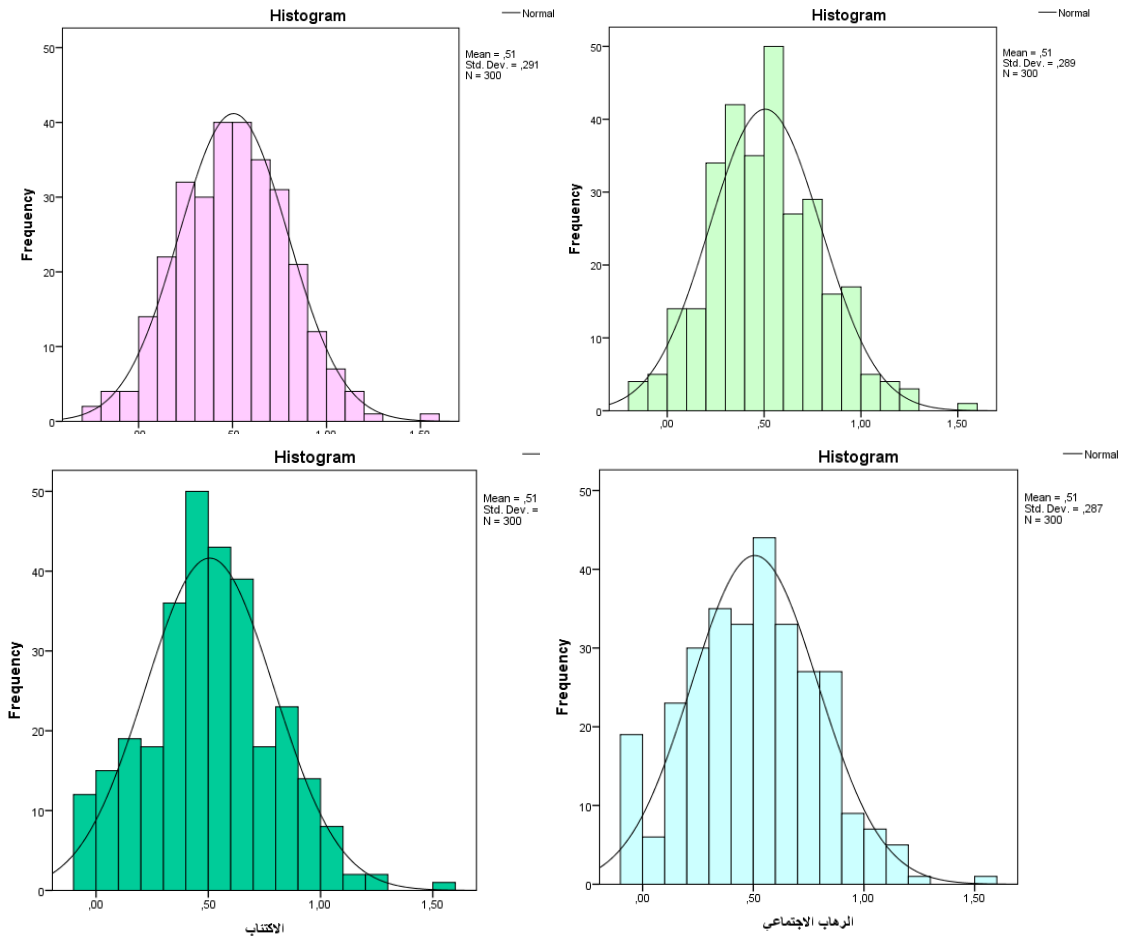 Histogram
Normal
Mean = ,51
Std. Dev. = ,291
N = 300
Frequency
50
40
30
20
10
0
,00
,50
1,00
1,50
Histogram
Normal
Mean = ,51
Std. Dev. = ,289
N = 300
Frequency
50
40
30
20
10
0
,00
,50
1,00
1,50
Histogram
Mean = ,51
Std. Dev. =
N = 300
Frequency
50
40
30
20
10
0
,00
,50
1,00
1,50
الاكتئاب
Histogram
Normal
Mean = ,51
Std. Dev. = ,287
N = 300
Frequency
50
40
30
20
10
0
,00
,50
1,00
1,50
الرهاب الاجتماعي